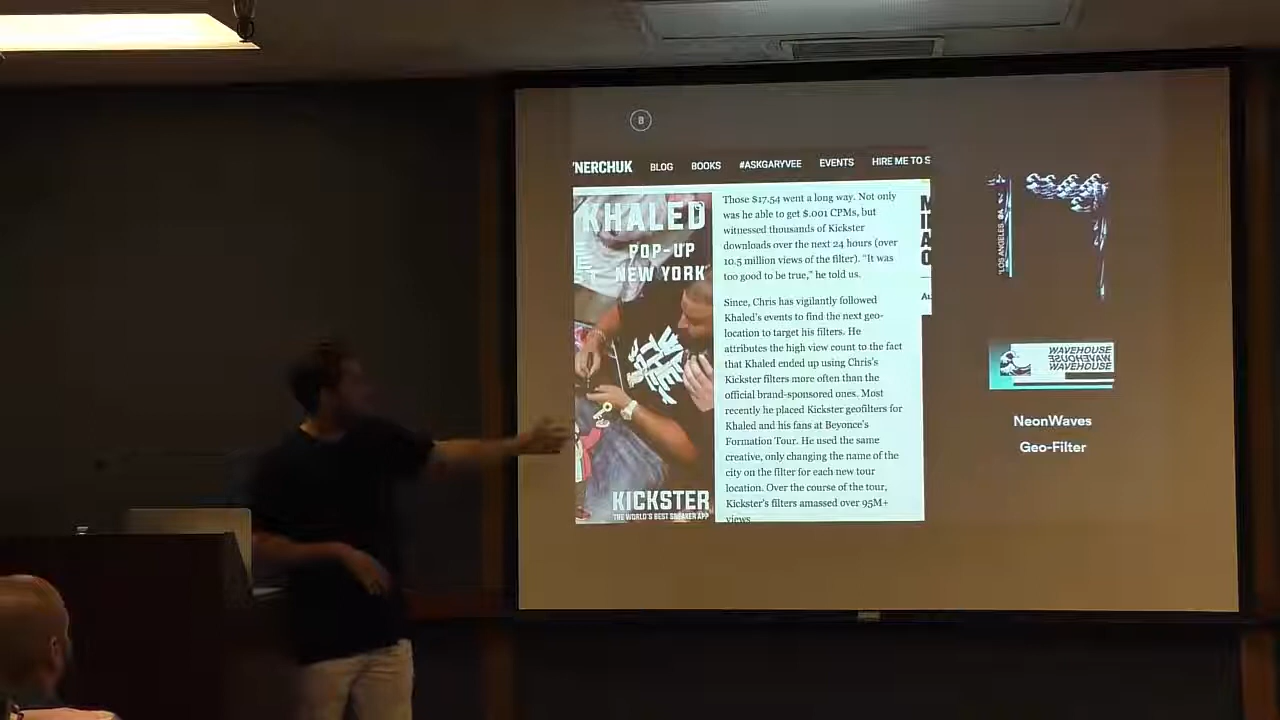 B
'NERCHUK BLOG BOOKS #ASKGARYVEE EVENTS HIRE ME TO S
KHALED
POP-UP
NEW YORK
KICKSTER
THE WORLD'S BEST SNEAKER APP
Those $17.54 went a long way. Not only
was he able to get $.001 CPMs, but
witnessed thousands of Kickster
downloads over the next 24 hours (over
10.5 million views of the filter). "It was
too good to be true," he told us.
Since, Chris has vigilantly followed
Khaled's events to find the next geo-
location to target his filters. He
attributes the high view count to the fact
that Khaled ended up using Chris's
Kickster filters more often than the
official brand-sponsored ones. Most
recently he placed Kickster geofilters for
Khaled and his fans at Beyonce's
Formation Tour. He used the same
creative, only changing the name of the
city on the filter for each new tour
location. Over the course of the tour,
Kickster's filters amassed over 95M+
views
Au
LOS ANGELES
WAVEHOUSE
WAVEHOUSE
WAVEHOUSE
NeonWaves
Geo-Filter